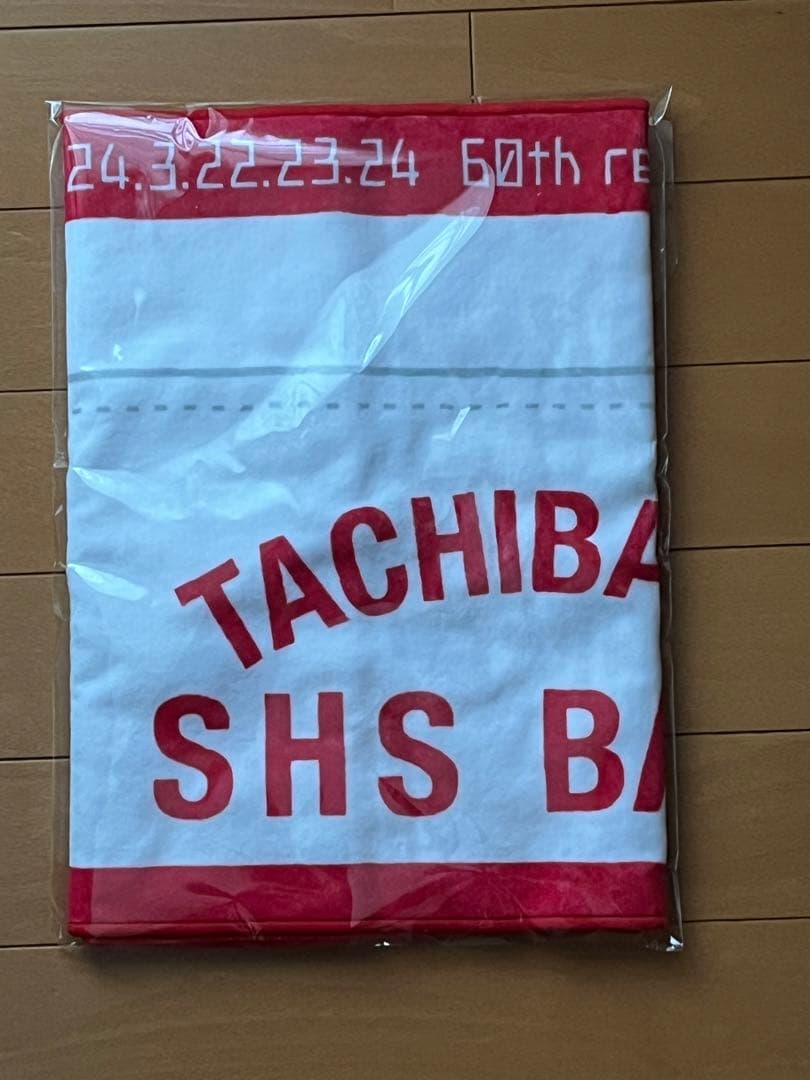 24.3.22.23.24 60th re
TACHIBA
SHS BA